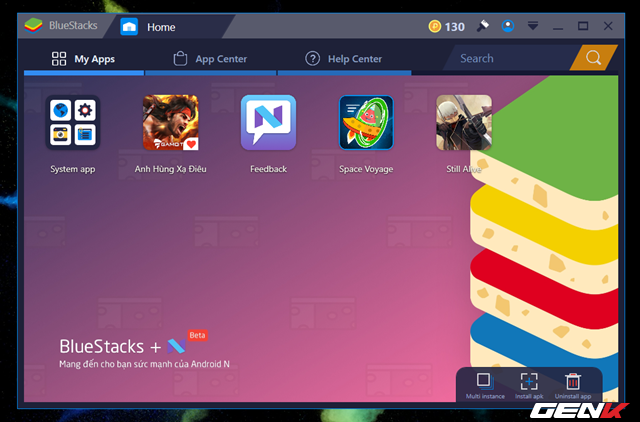 BlueStacks
Home
130
My Apps
App Center
Help Center
Search
System app
Anh Hùng Xạ Điêu
Feedback
Space Voyage
Still Alive
GAMOTA
BlueStacks + N
Beta
Mang đến cho bạn sức mạnh của Android N
Multi instance
Install apk
Uninstall app
GENK